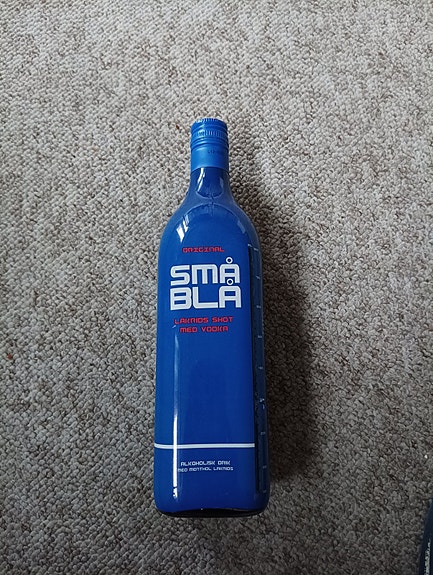 ORIGINAL
SMÅ
BLÅ
LAKRIDS SHOT
MED VODKA
ALKOHOLISK DRIK
MED MENTHOL LAKRIDS